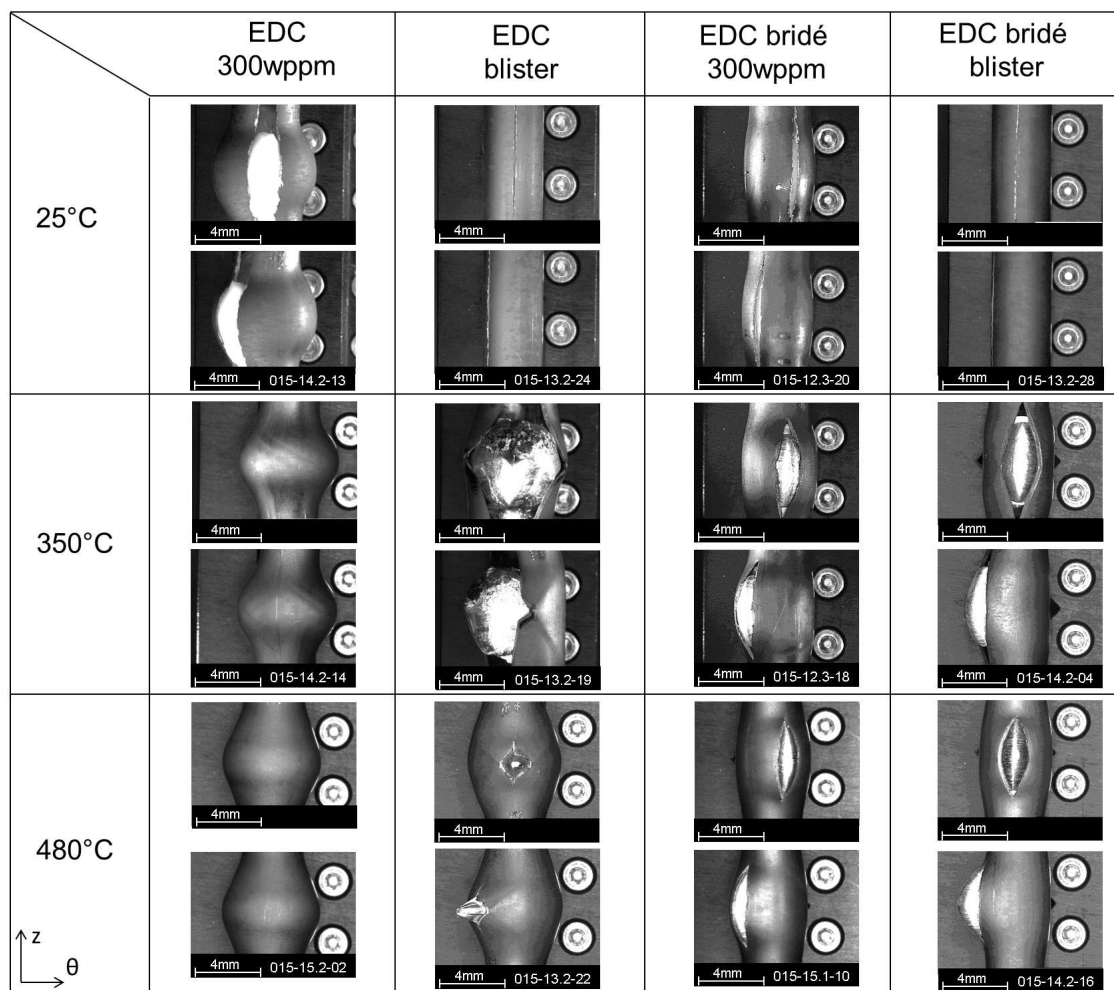 EDC
300wppm
EDC
blister
EDC bridé
300wppm
EDC bridé
blister
25°C
4mm
4mm
4mm
4mm
4mm 015-14.2-13
4mm 015-13.2-24
4mm 015-12.3-20
4mm 015-13.2-28
350°C
4mm
4mm
4mm
4mm
4mm 015-14.2-14
4mm 015-13.2-19
4mm 015-12.3-18
4mm 015-14.2-04
480°C
4mm
4mm
4mm
4mm
4mm 015-15.2-02
4mm 015-13.2-22
4mm 015-15.1-10
4mm 015-14.2-16
z
θ